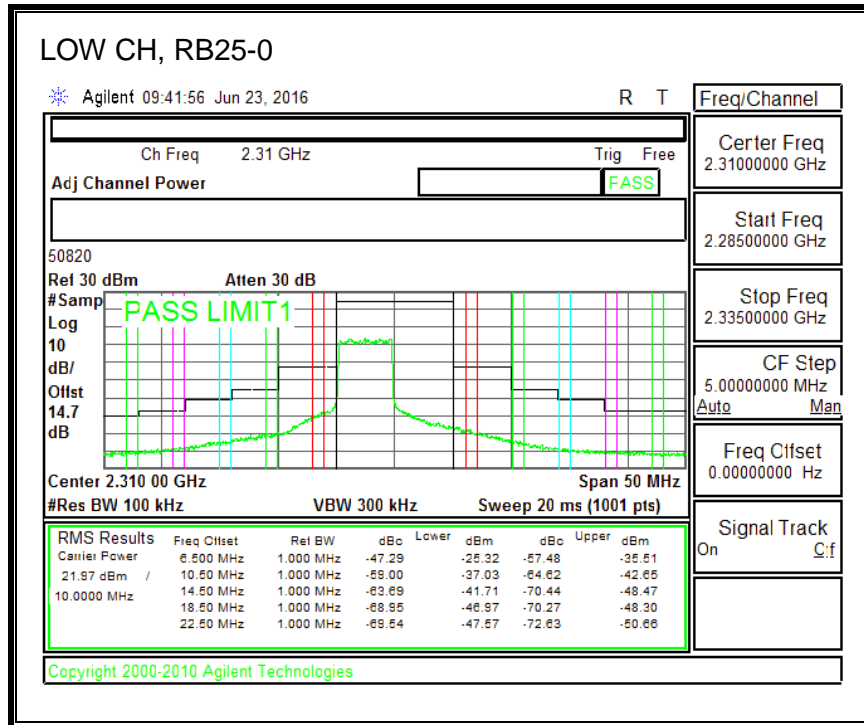 LOW CH, RB25-0
Agilent 09:41:56 Jun 23, 2016 R T
Freq/Channel
Ch Freq 2.31 GHz Trig Free
Adj Channel Power PASS
Center Freq
2.31000000 GHz
Start Freq
2.28500000 GHz
Stop Freq
2.33500000 GHz
CF Step
5.00000000 MHz
Auto Man
Freq Offset
0.00000000 Hz
Signal Track
On Off
50820
Ref 30 dBm Atten 30 dB
#Samp
Log
10
dB/
Offst
14.7
dB
PASS LIMIT1
Center 2.310 00 GHz Span 50 MHz
#Res BW 100 kHz VBW 300 kHz Sweep 20 ms (1001 pts)
RMS Results Freq Offset Ref BW dBc Lower dBm dBc Upper dBm
Carrier Power 6.500 MHz 1.000 MHz -47.29 -25.32 -57.48 -35.51
21.97 dBm / 10.50 MHz 1.000 MHz -59.00 -37.03 -64.62 -42.65
10.0000 MHz 14.50 MHz 1.000 MHz -63.69 -41.71 -70.44 -48.47
18.50 MHz 1.000 MHz -68.95 -46.97 -70.27 -48.30
22.50 MHz 1.000 MHz -69.54 -47.57 -72.63 -50.66
Copyright 2000-2010 Agilent Technologies